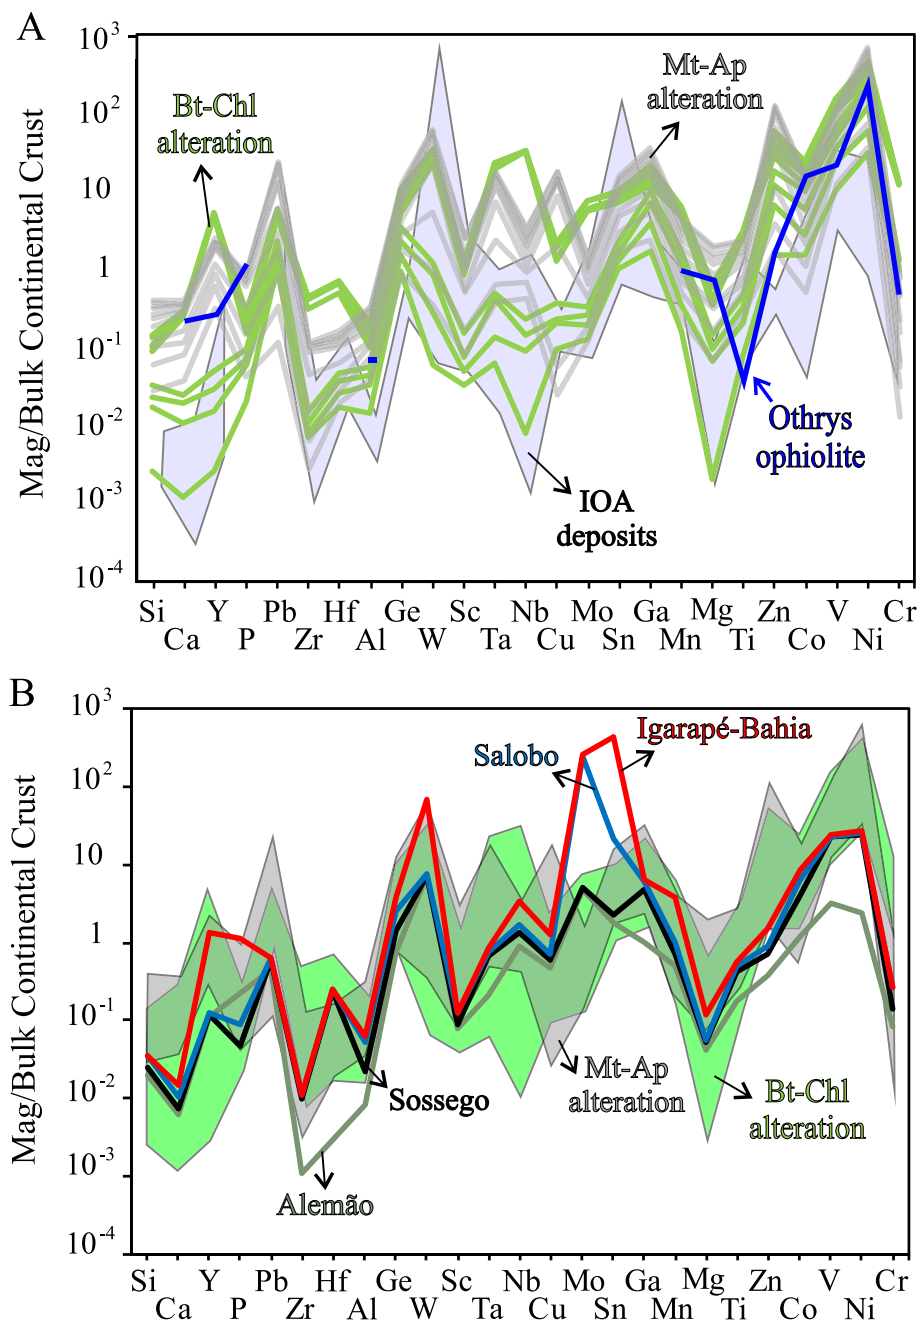 A
10³
10²
10
1
10⁻¹
10⁻²
10⁻³
10⁻⁴
Mag/Bulk Continental Crust
Bt-Chl
alteration
Mt-Ap
alteration
Othrys
ophiolite
IOA
deposits
Si Y Pb Hf Ge Sc Nb Mo Ga Mg Zn V Cr
Ca P Zr Al W Ta Cu Sn Mn Ti Co Ni
B
10³
10²
10
1
10⁻¹
10⁻²
10⁻³
10⁻⁴
Mag/Bulk Continental Crust
Igarapé-Bahia
Salobo
Mt-Ap
alteration
Bt-Chl
alteration
Sossego
Alemão
Si Y Pb Hf Ge Sc Nb Mo Ga Mg Zn V Cr
Ca P Zr Al W Ta Cu Sn Mn Ti Co Ni